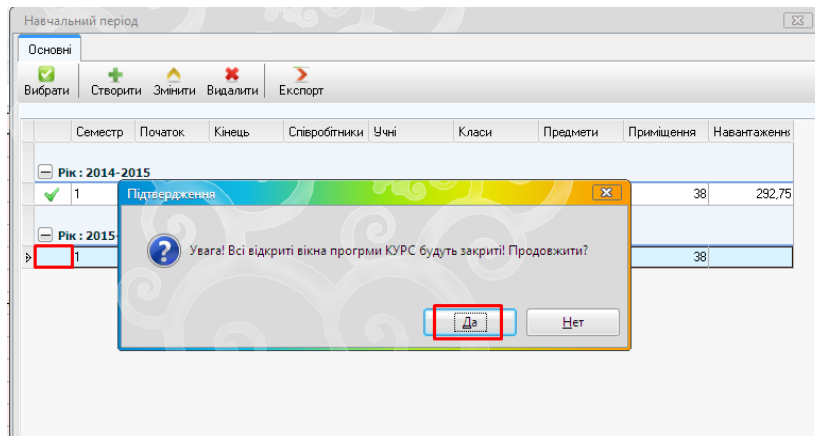 Навчальний період
Основні
Вибрати Створити Змінити Видалити Експорт
Семестр Початок Кінець Співробітники Учні Класи Предмети Приміщення Навантаження
Рік : 2014-2015
1 38 292,75
Підтвердження
Рік : 2015-
Увага! Всі відкриті вікна прогрми КУРС будуть закриті! Продовжити?
1 38
Да Нет